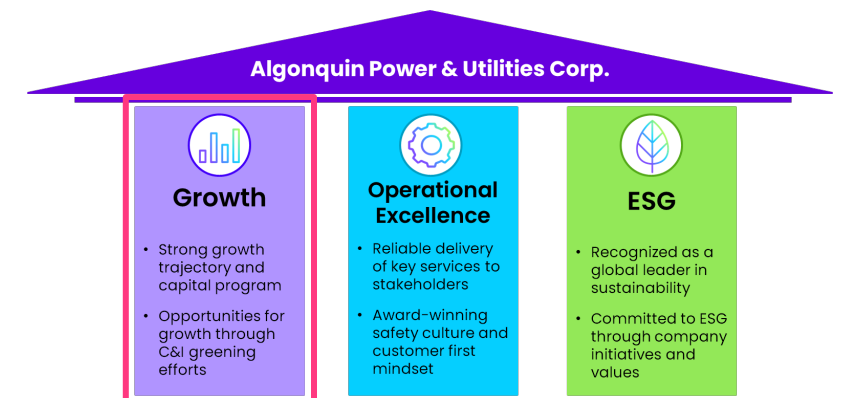 Algonquin Power & Utilities Corp.
Growth
• Strong growth
trajectory and
capital program
• Opportunities for
growth through
C&I greening
efforts
Operational
Excellence
• Reliable delivery
of key services to
stakeholders
• Award-winning
safety culture and
customer first
mindset
ESG
• Recognized as a
global leader in
sustainability
• Committed to ESG
through company
initiatives and
values